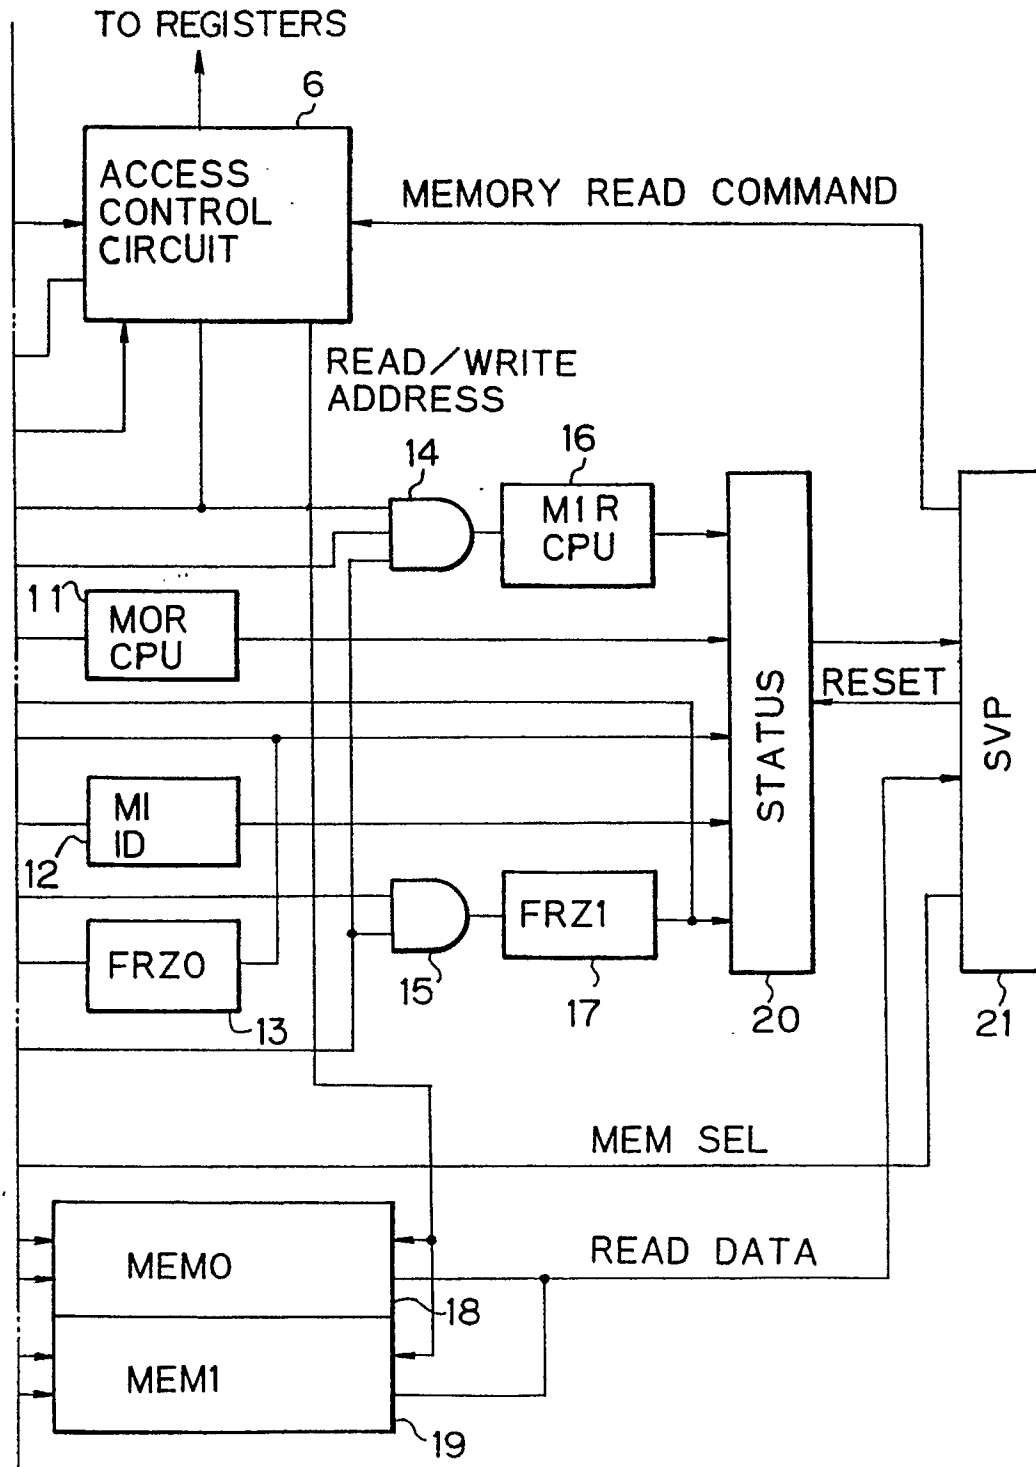 TO REGISTERS
6
ACCESS
CONTROL
CIRCUIT
MEMORY READ COMMAND
READ/WRITE
ADDRESS
14
16
M1R
CPU
11
MOR
CPU
RESET
STATUS
SVP
MI
ID
12
FRZ0
13
15
FRZ1
17
20
21
MEM SEL
READ DATA
MEM0
18
MEM1
19